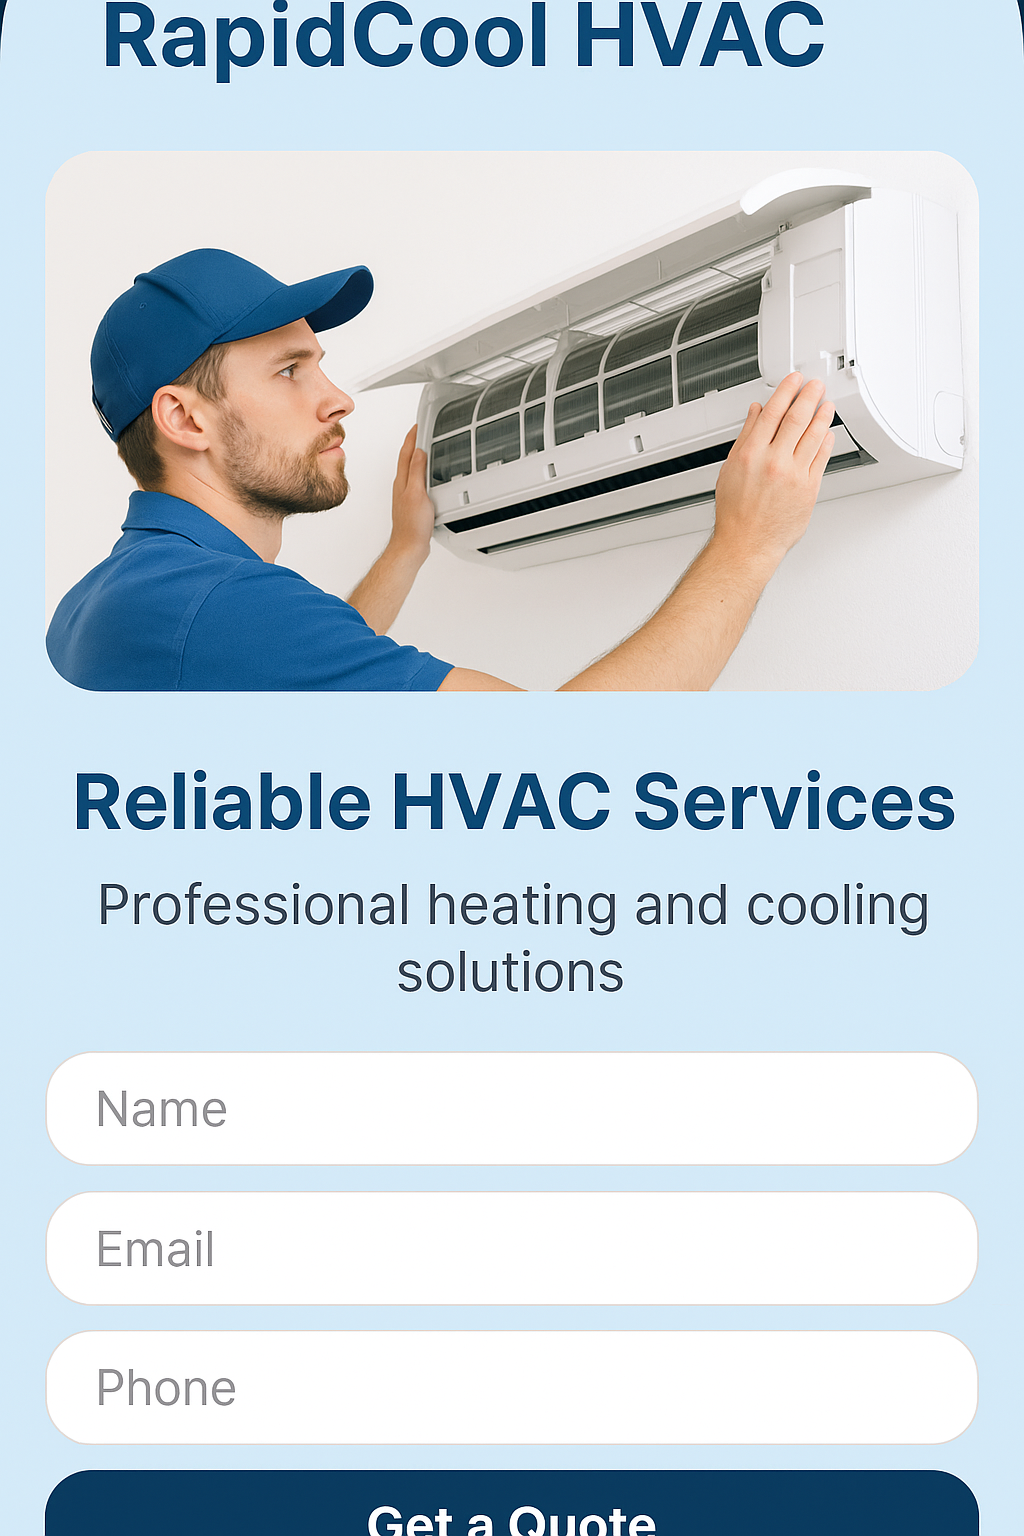 RapidCool HVAC
Reliable HVAC Services
Professional heating and cooling
solutions
Name
Email
Phone
Get a Quote